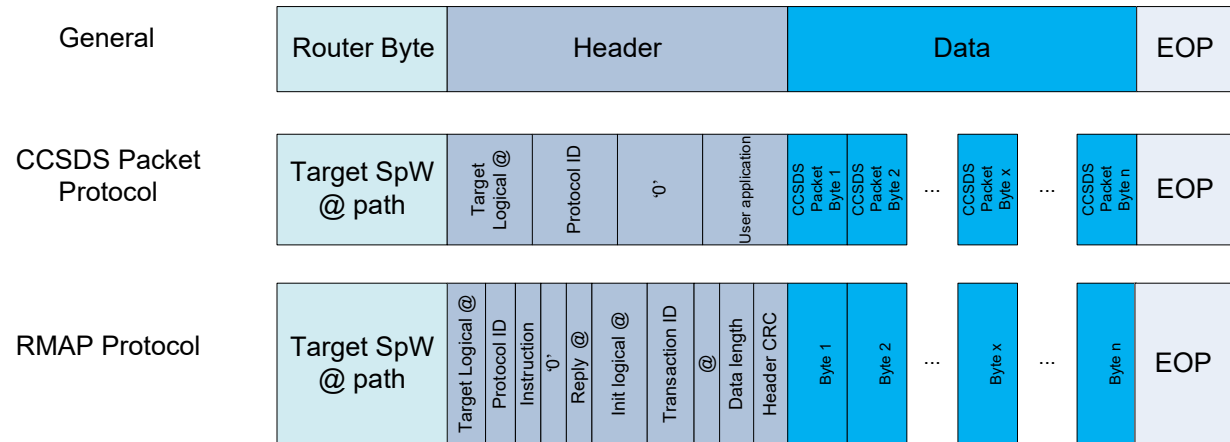 General
Router Byte
Header
Data
EOP
CCSDS Packet
Protocol
Target SpW
@ path
Target
Logical @
Protocol ID
‘0’
User application
CCSDS
Packet
Byte 1
CCSDS
Packet
Byte 2
...
CCSDS
Packet
Byte x
...
CCSDS
Packet
Byte n
EOP
RMAP Protocol
Target SpW
@ path
Target Logical @
Protocol ID
Instruction
‘0’
Reply @
Init logical @
Transaction ID
@
Data length
Header CRC
Byte 1
Byte 2
...
Byte x
...
Byte n
EOP